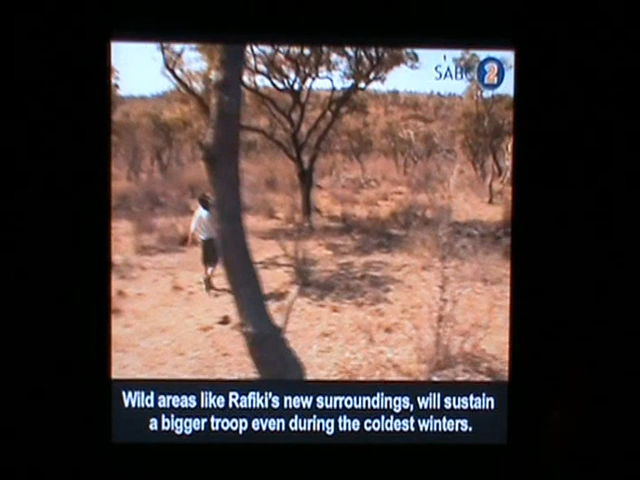 SABC 2
Wild areas like Rafiki's new surroundings, will sustain
a bigger troop even during the coldest winters.